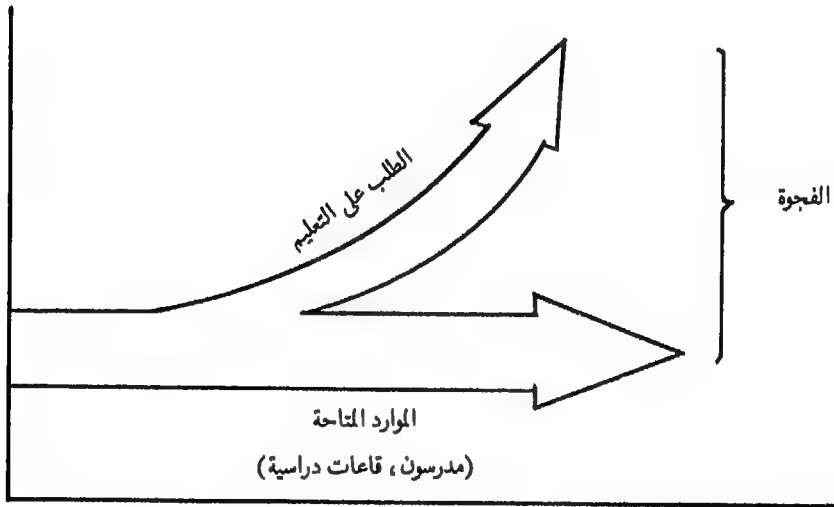 الطلب على التعليم
الفجوة
الموارد المتاحة
(مدرسون ، قاعات دراسية)